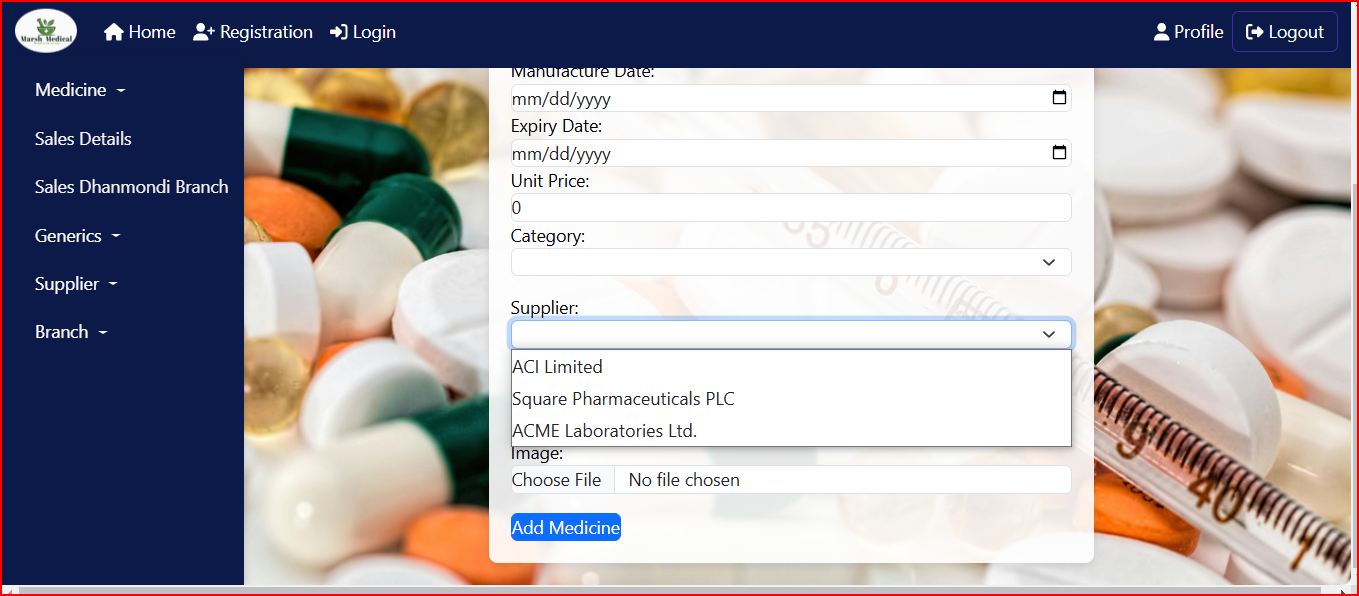 Marsh Medical
Home
Registration
Login
Profile
Logout
Medicine
Sales Details
Sales Dhanmondi Branch
Generics
Supplier
Branch
Manufacture Date:
mm/dd/yyyy
Expiry Date:
mm/dd/yyyy
Unit Price:
0
Category:
Supplier:
ACI Limited
Square Pharmaceuticals PLC
ACME Laboratories Ltd.
Image:
Choose File No file chosen
Add Medicine
35
40